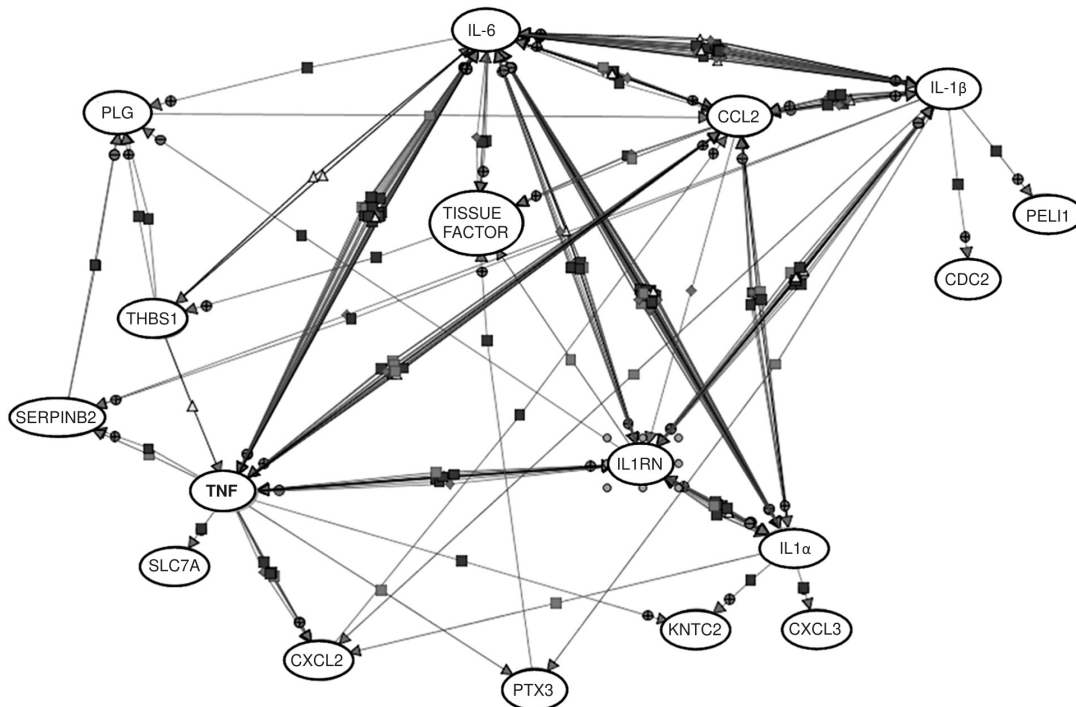 IL-6
IL-1β
PLG
CCL2
TISSUE
FACTOR
PELI1
CDC2
THBS1
SERPINB2
IL1RN
TNF
IL1α
SLC7A
KNTC2
CXCL3
CXCL2
PTX3